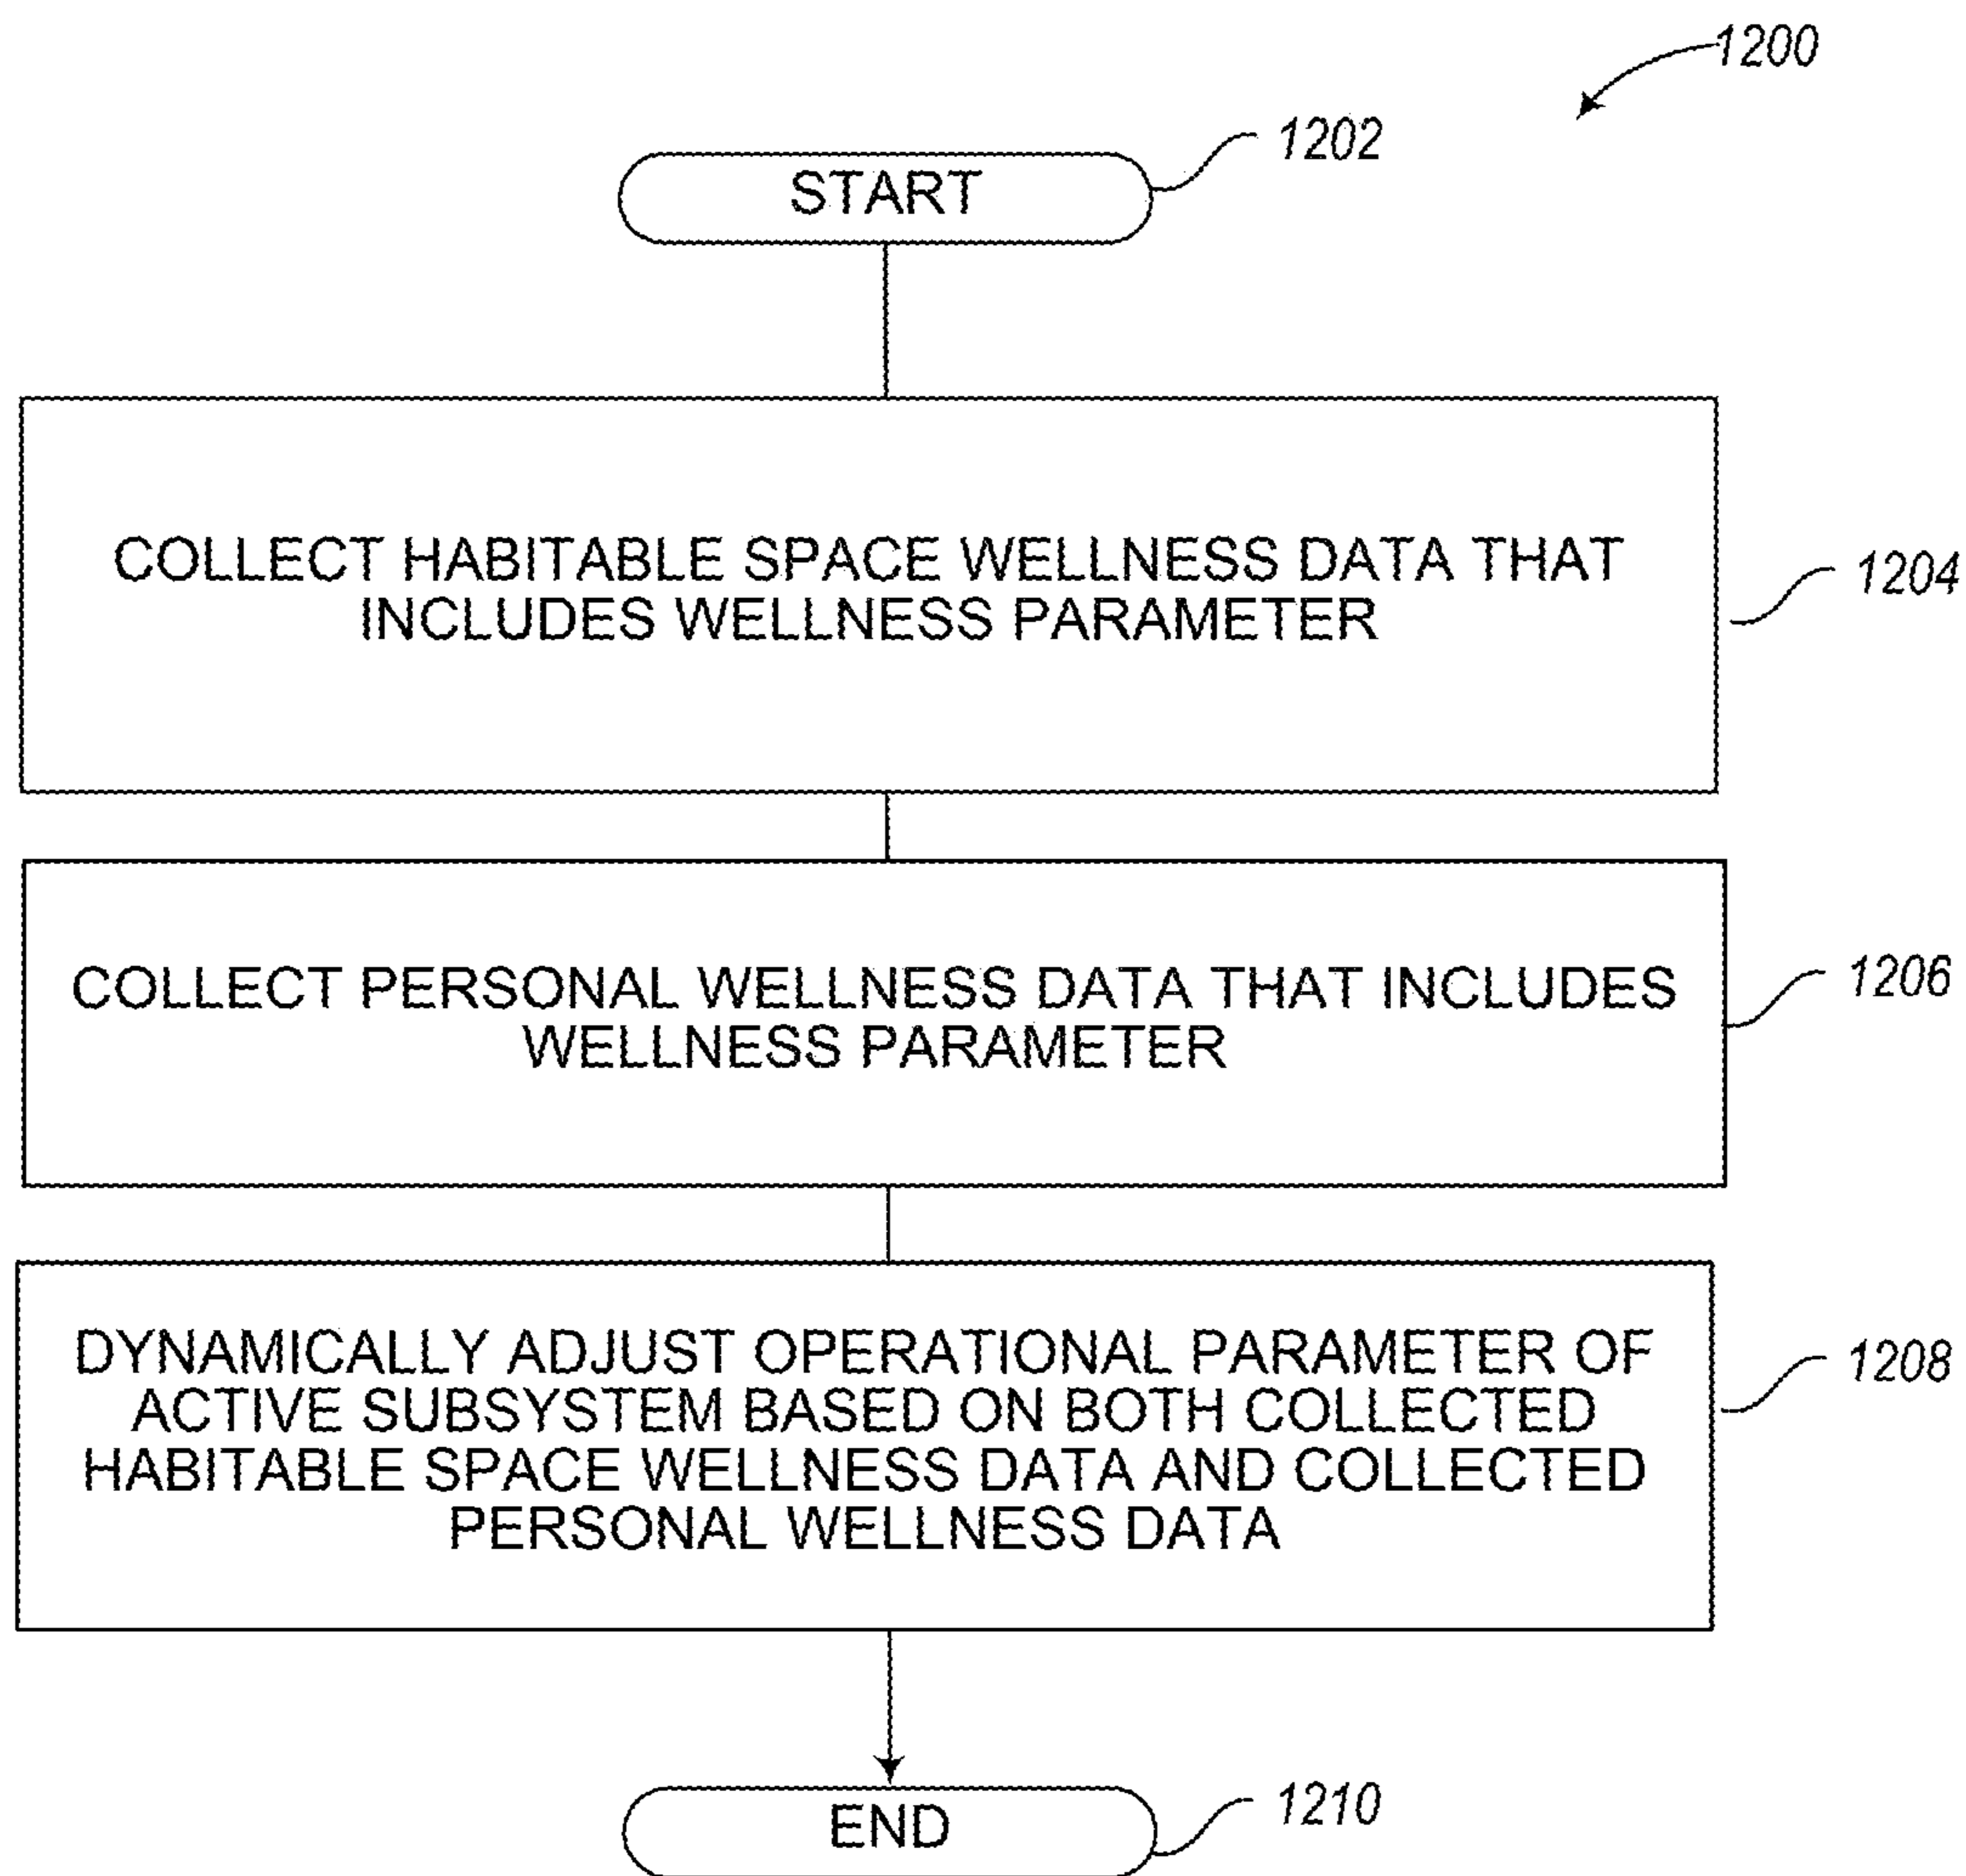 1200
1202
START
COLLECT HABITABLE SPACE WELLNESS DATA THAT
INCLUDES WELLNESS PARAMETER
1204
COLLECT PERSONAL WELLNESS DATA THAT INCLUDES
WELLNESS PARAMETER
1206
DYNAMICALLY ADJUST OPERATIONAL PARAMETER OF
ACTIVE SUBSYSTEM BASED ON BOTH COLLECTED
HABITABLE SPACE WELLNESS DATA AND COLLECTED
PERSONAL WELLNESS DATA
1208
END
1210